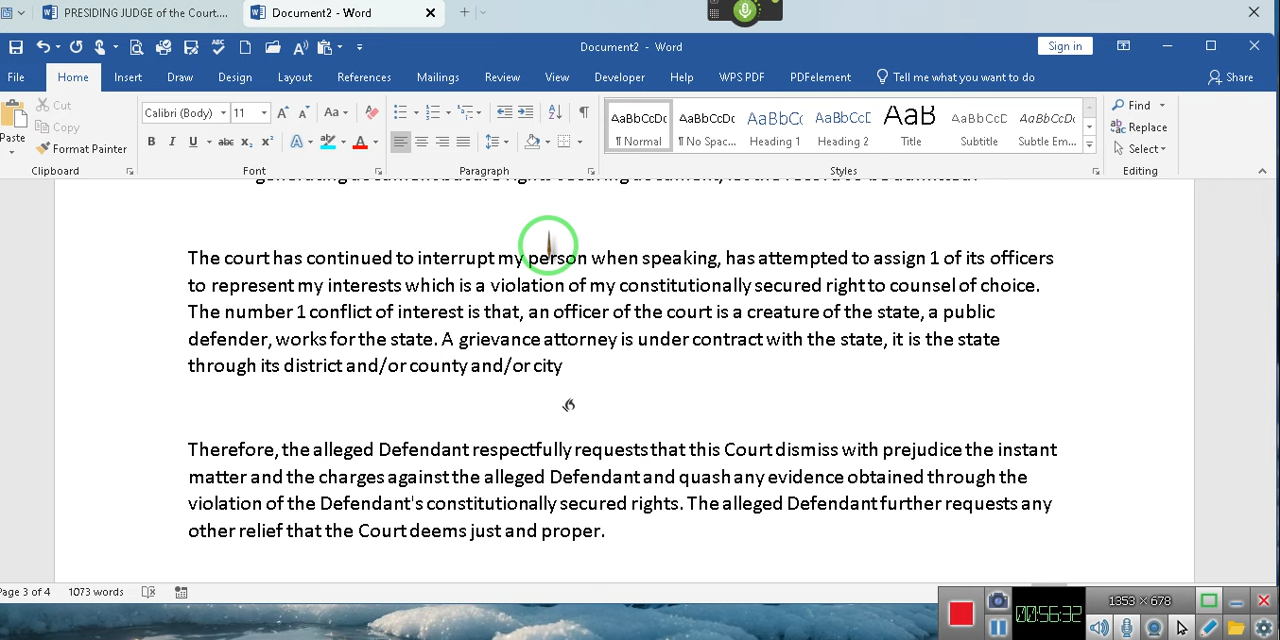 PRESIDING JUDGE of the Court....
Document2 - Word
Document2 - Word
Sign in
File Home Insert Draw Design Layout References Mailings Review View Developer Help WPS PDF PDFelement Tell me what you want to do Share
Cut
Copy
Paste
Format Painter
Calibri (Body) 11
Clipboard Font Paragraph Styles Editing
AaBbCcDc AaBbCcDc AaBbCc AaBbCcD AaB AaBbCcD AaBbCcDc
¶ Normal ¶ No Spac... Heading 1 Heading 2 Title Subtitle Subtle Em...
Find
Replace
Select
The court has continued to interrupt my person when speaking, has attempted to assign 1 of its officers
to represent my interests which is a violation of my constitutionally secured right to counsel of choice.
The number 1 conflict of interest is that, an officer of the court is a creature of the state, a public
defender, works for the state. A grievance attorney is under contract with the state, it is the state
through its district and/or county and/or city
Therefore, the alleged Defendant respectfully requests that this Court dismiss with prejudice the instant
matter and the charges against the alleged Defendant and quash any evidence obtained through the
violation of the Defendant's constitutionally secured rights. The alleged Defendant further requests any
other relief that the Court deems just and proper.
Page 3 of 4 1073 words
00:56:32
1353 × 678